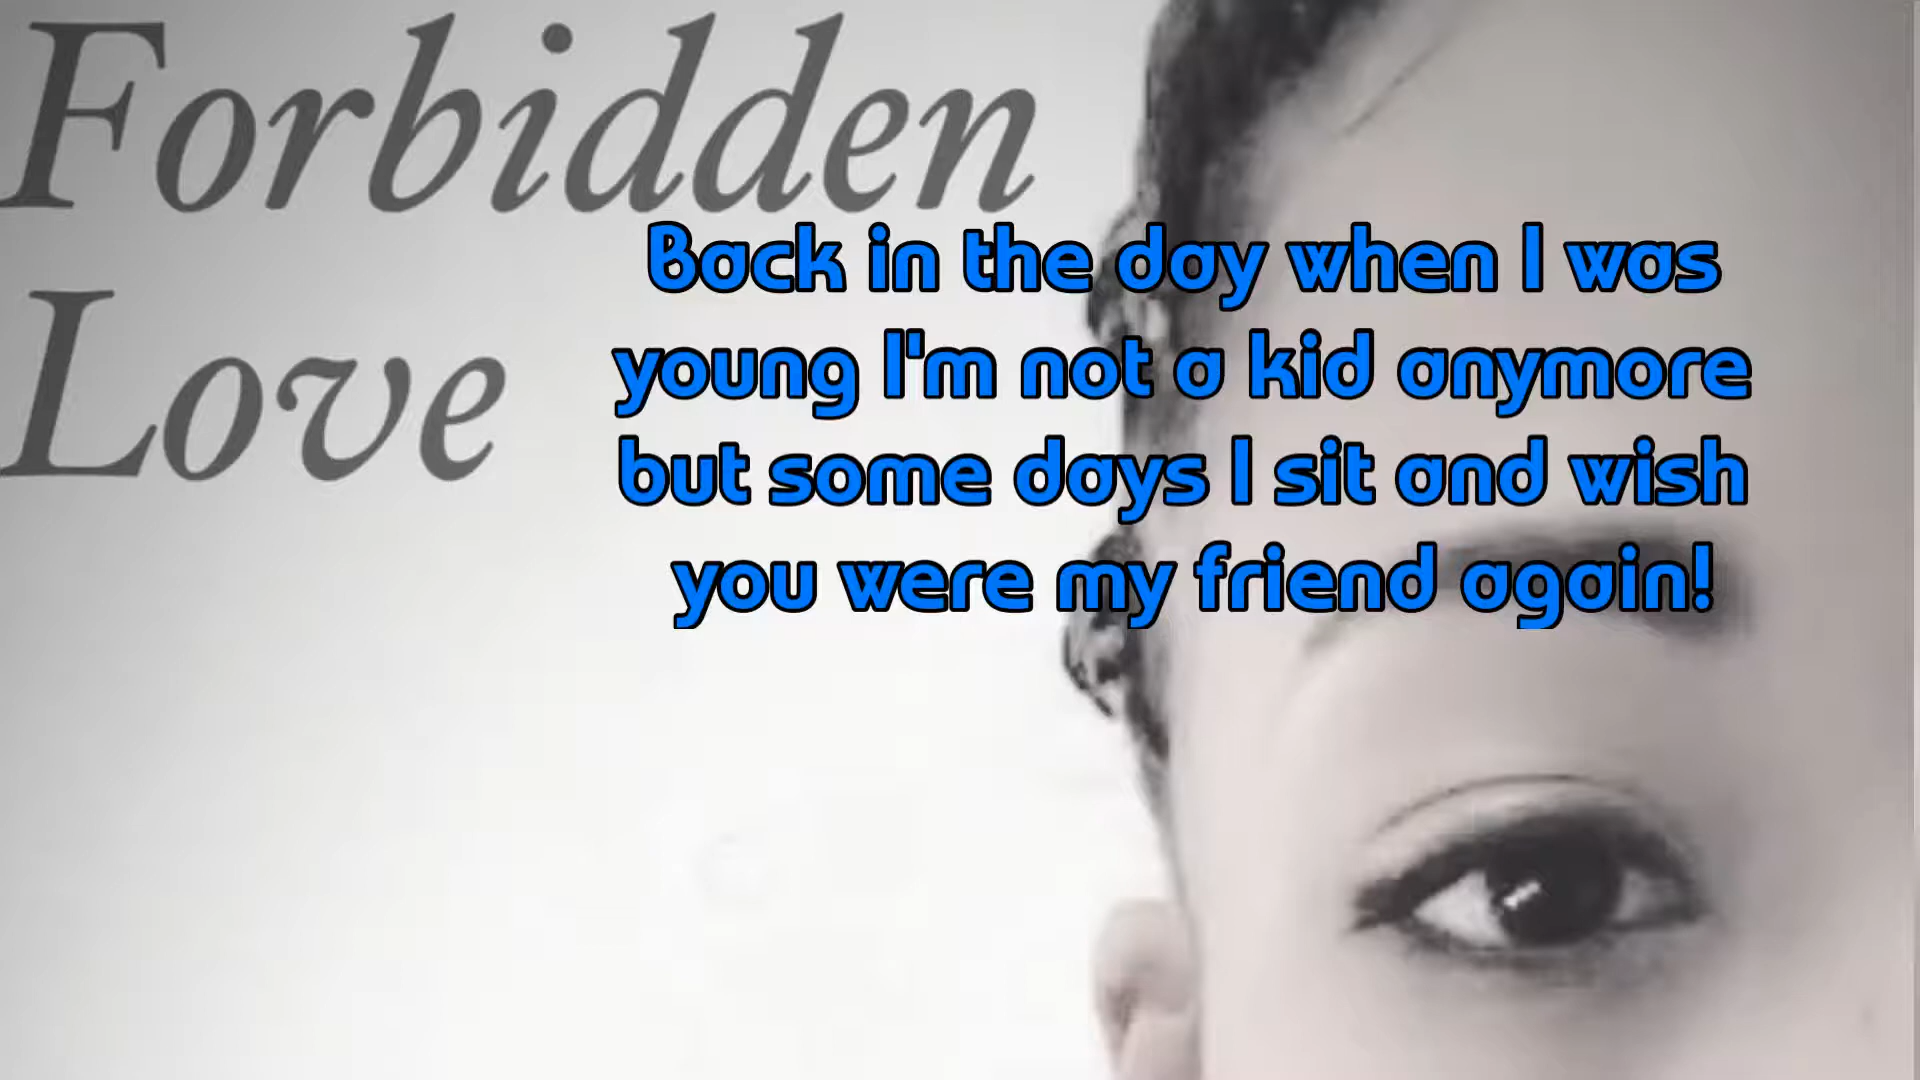 Forbidden
Love
Back in the day when I was
young I'm not a kid anymore
but some days I sit and wish
you were my friend again!